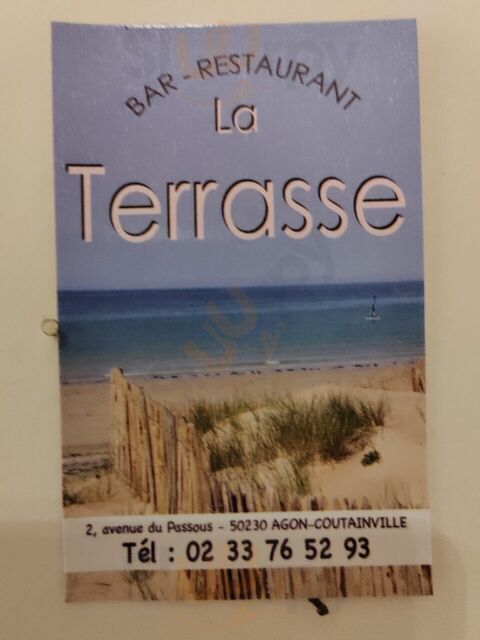 BAR - RESTAURANT
La
Terrasse
2, avenue du Passous - 50230 AGON-COUTAINVILLE
Tél : 02 33 76 52 93